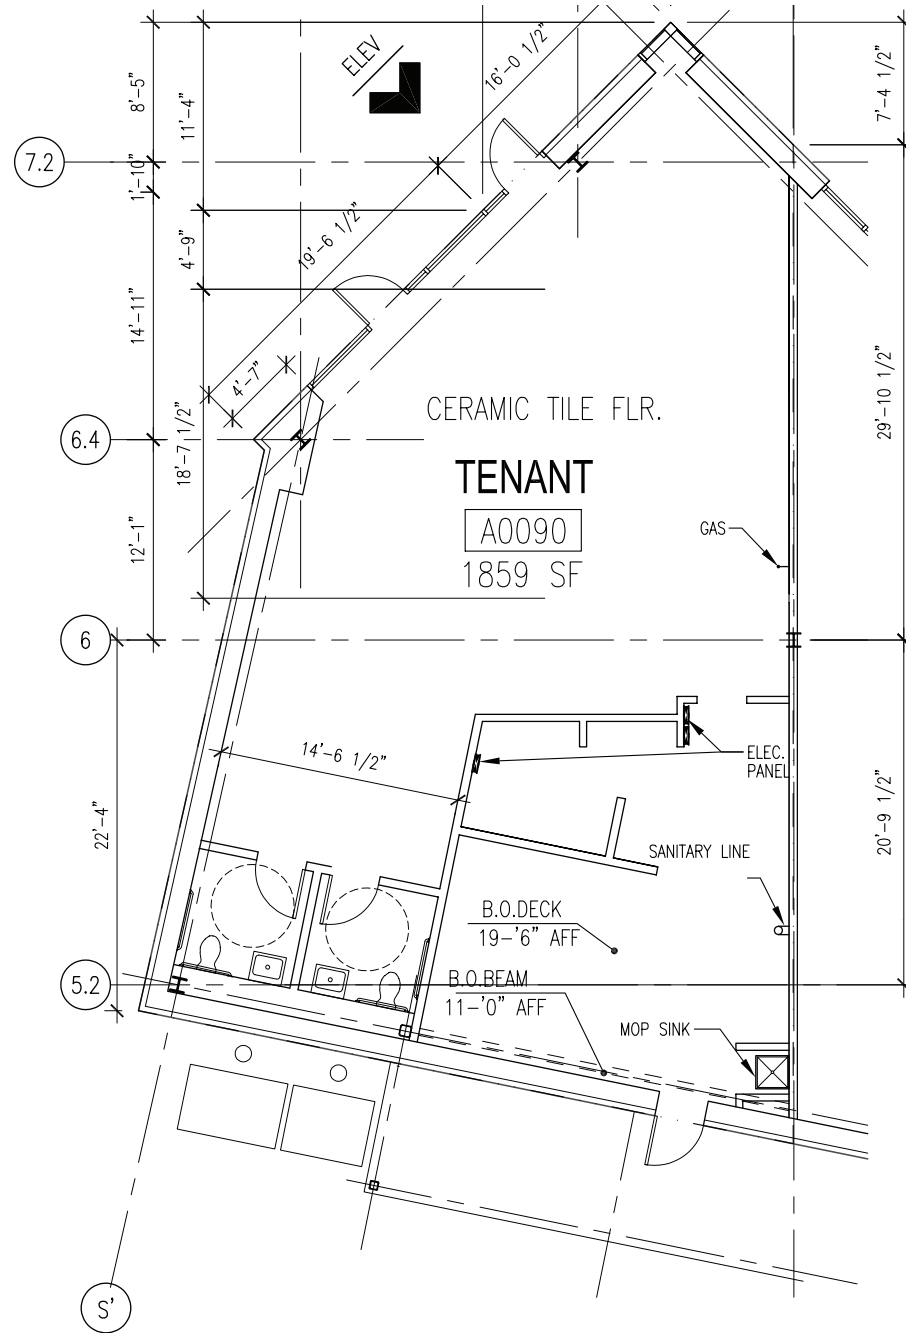 ELEV
16'-0 1/2"
8'-5"
11'-4"
7'-4 1/2"
7.2
1'-10"
4'-9"
19'-6 1/2"
14'-11"
4'-7"
29'-10 1/2"
CERAMIC TILE FLR.
6.4
18'-7 1/2"
TENANT
A0090
1859 SF
GAS
12'-1"
6
14'-6 1/2"
ELEC.
PANEL
22'-4"
20'-9 1/2"
SANITARY LINE
B.O.DECK
19-'6" AFF
5.2
B.O.BEAM
11-'0" AFF
MOP SINK
S'